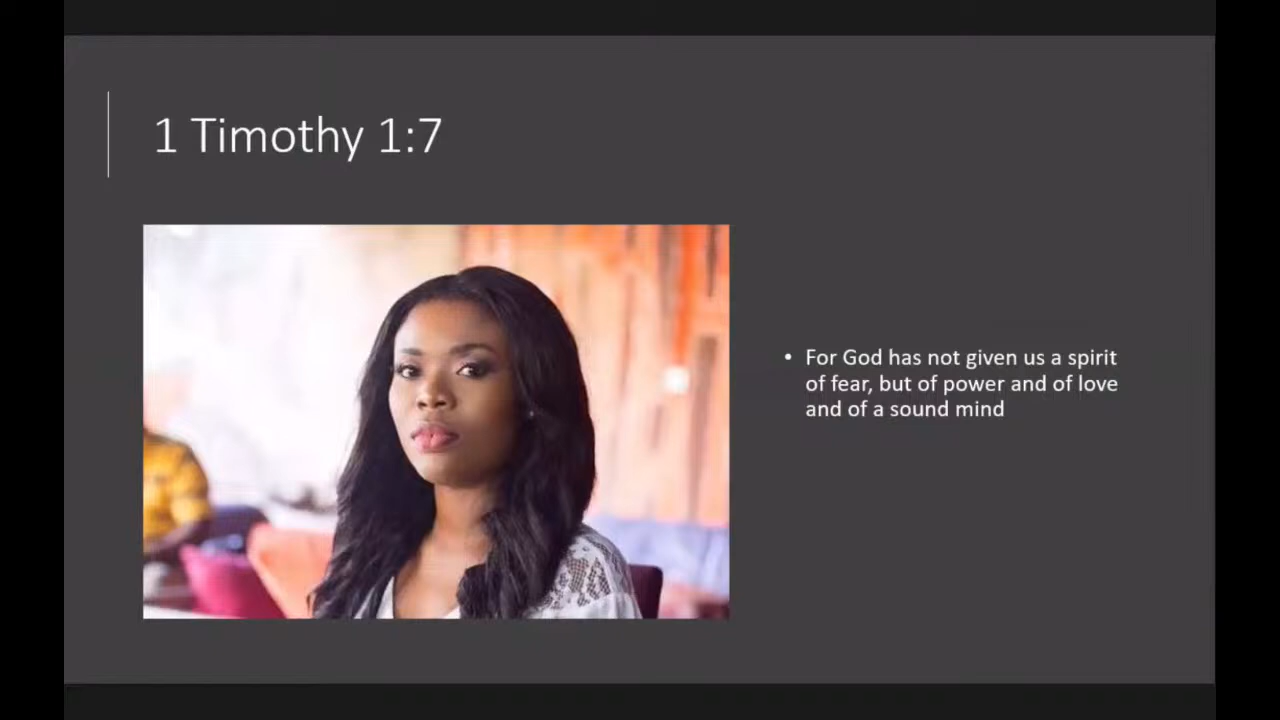 1 Timothy 1:7
• For God has not given us a spirit
of fear, but of power and of love
and of a sound mind